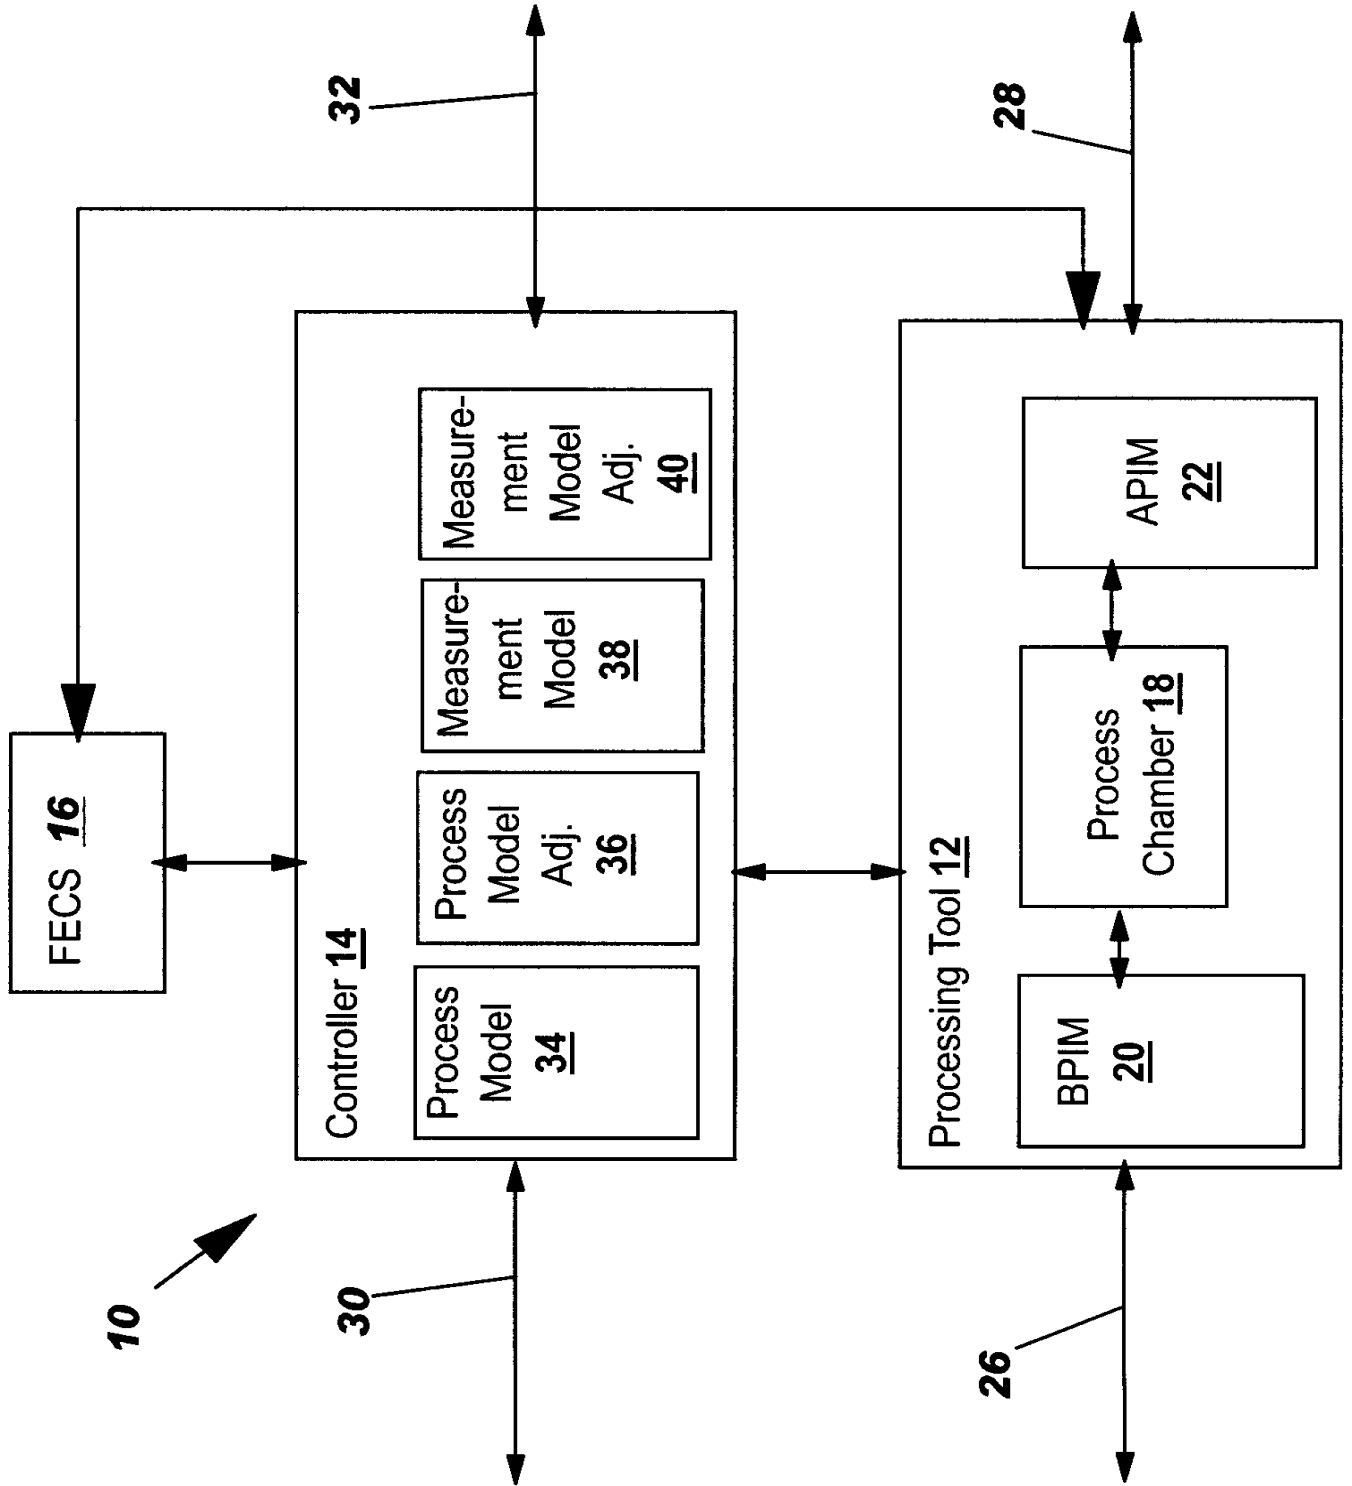 10
FECS 16
Controller 14
Process
Model
34
Process
Model
Adj.
36
Measure-
ment
Model
38
Measure-
ment
Model
Adj.
40
30
32
Processing Tool 12
BPIM
20
Process
Chamber 18
APIM
22
26
28